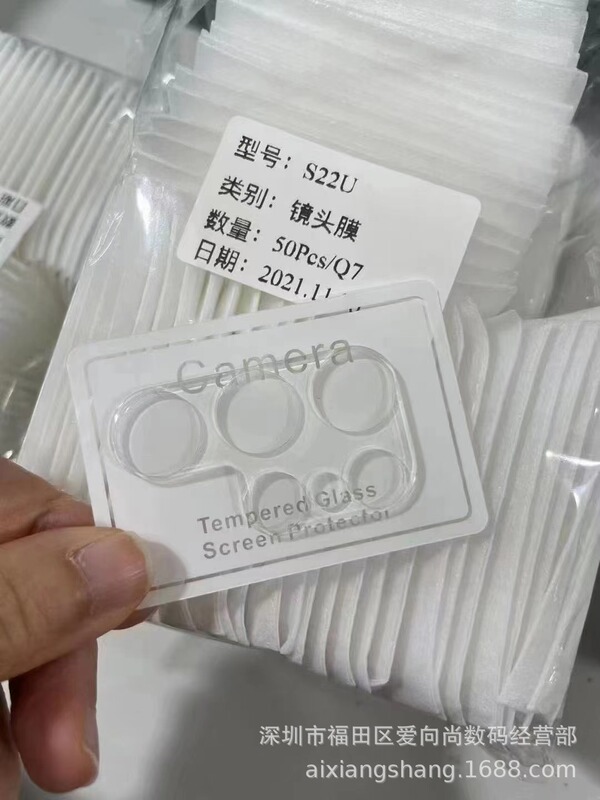 型号：S22U
类别：镜头膜
数量：50Pcs/Q7
日期：2021.11
Camera
Tempered Glass
Screen Protector
深圳市福田区爱向尚数码经营部
aixiangshang.1688.com